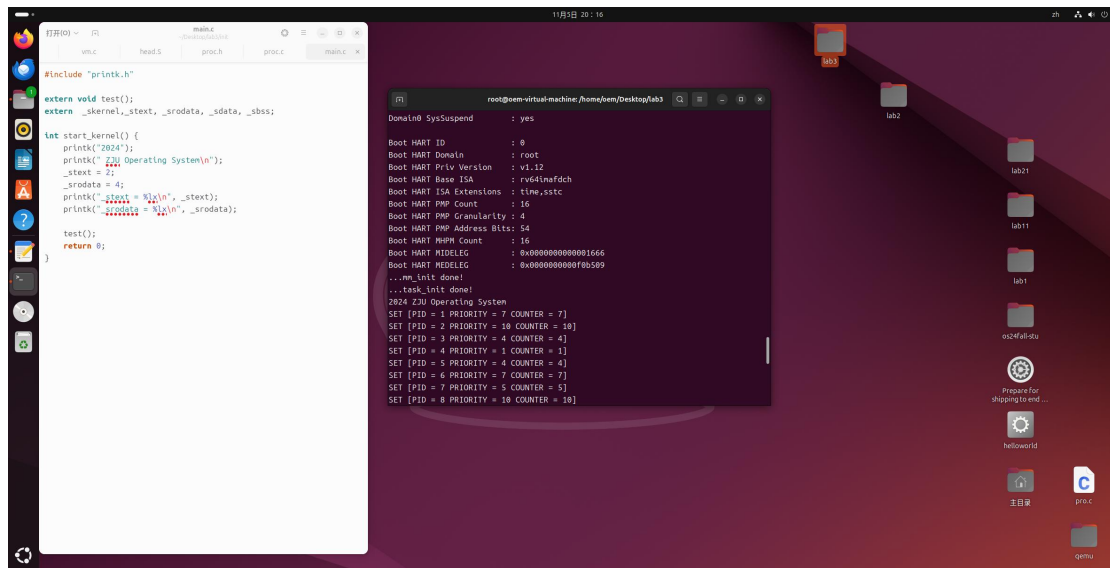 11月5日 20：16
zh
打开(O)
main.c
~/Desktop/lab3/init
vm.c
head.S
proc.h
proc.c
main.c
#include "printk.h"
extern void test();
extern _skernel,_stext, _srodata, _sdata, _sbss;
int start_kernel() {
printk("2024");
printk(" ZJU Operating System\n");
_stext = 2;
_srodata = 4;
printk("_stext = %lx\n", _stext);
printk("_srodata = %lx\n", _srodata);
test();
return 0;
}
root@oem-virtual-machine: /home/oem/Desktop/lab3
Domain0 SysSuspend : yes
Boot HART ID : 0
Boot HART Domain : root
Boot HART Priv Version : v1.12
Boot HART Base ISA : rv64imafdch
Boot HART ISA Extensions : time,sstc
Boot HART PMP Count : 16
Boot HART PMP Granularity : 4
Boot HART PMP Address Bits: 54
Boot HART MHPM Count : 16
Boot HART MIDELEG : 0x0000000000001666
Boot HART MEDELEG : 0x0000000000f0b509
...mm_init done!
...task_init done!
2024 ZJU Operating System
SET [PID = 1 PRIORITY = 7 COUNTER = 7]
SET [PID = 2 PRIORITY = 10 COUNTER = 10]
SET [PID = 3 PRIORITY = 4 COUNTER = 4]
SET [PID = 4 PRIORITY = 1 COUNTER = 1]
SET [PID = 5 PRIORITY = 4 COUNTER = 4]
SET [PID = 6 PRIORITY = 7 COUNTER = 7]
SET [PID = 7 PRIORITY = 5 COUNTER = 5]
SET [PID = 8 PRIORITY = 10 COUNTER = 10]
lab3
lab2
lab21
lab11
lab1
os24fall-stu
Prepare for
shipping to end ...
helloworld
主目录
pro.c
qemu
1